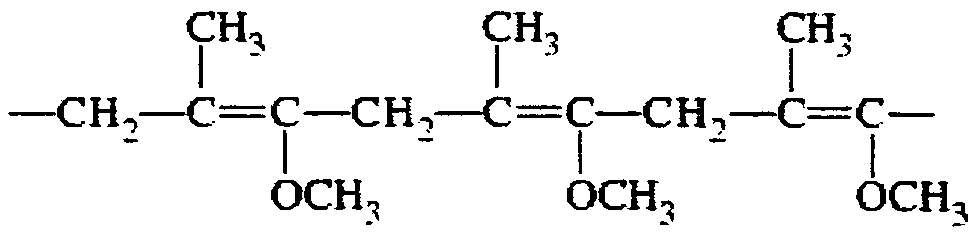 CH₃ CH₃ CH₃
—CH₂—C=C—CH₂—C=C—CH₂—C=C—
OCH₃ OCH₃ OCH₃